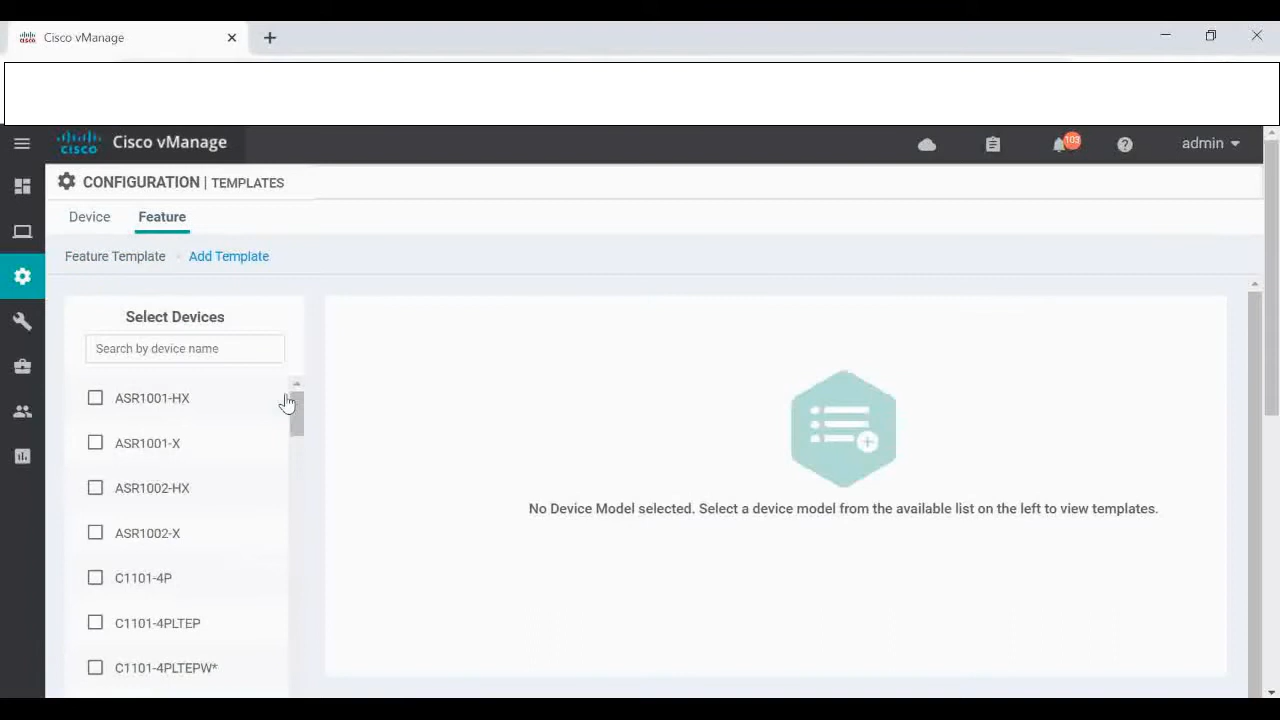 Cisco vManage
cisco Cisco vManage
103
admin
CONFIGURATION | TEMPLATES
Device Feature
Feature Template Add Template
Select Devices
Search by device name
ASR1001-HX
ASR1001-X
ASR1002-HX
ASR1002-X
C1101-4P
C1101-4PLTEP
C1101-4PLTEPW*
No Device Model selected. Select a device model from the available list on the left to view templates.